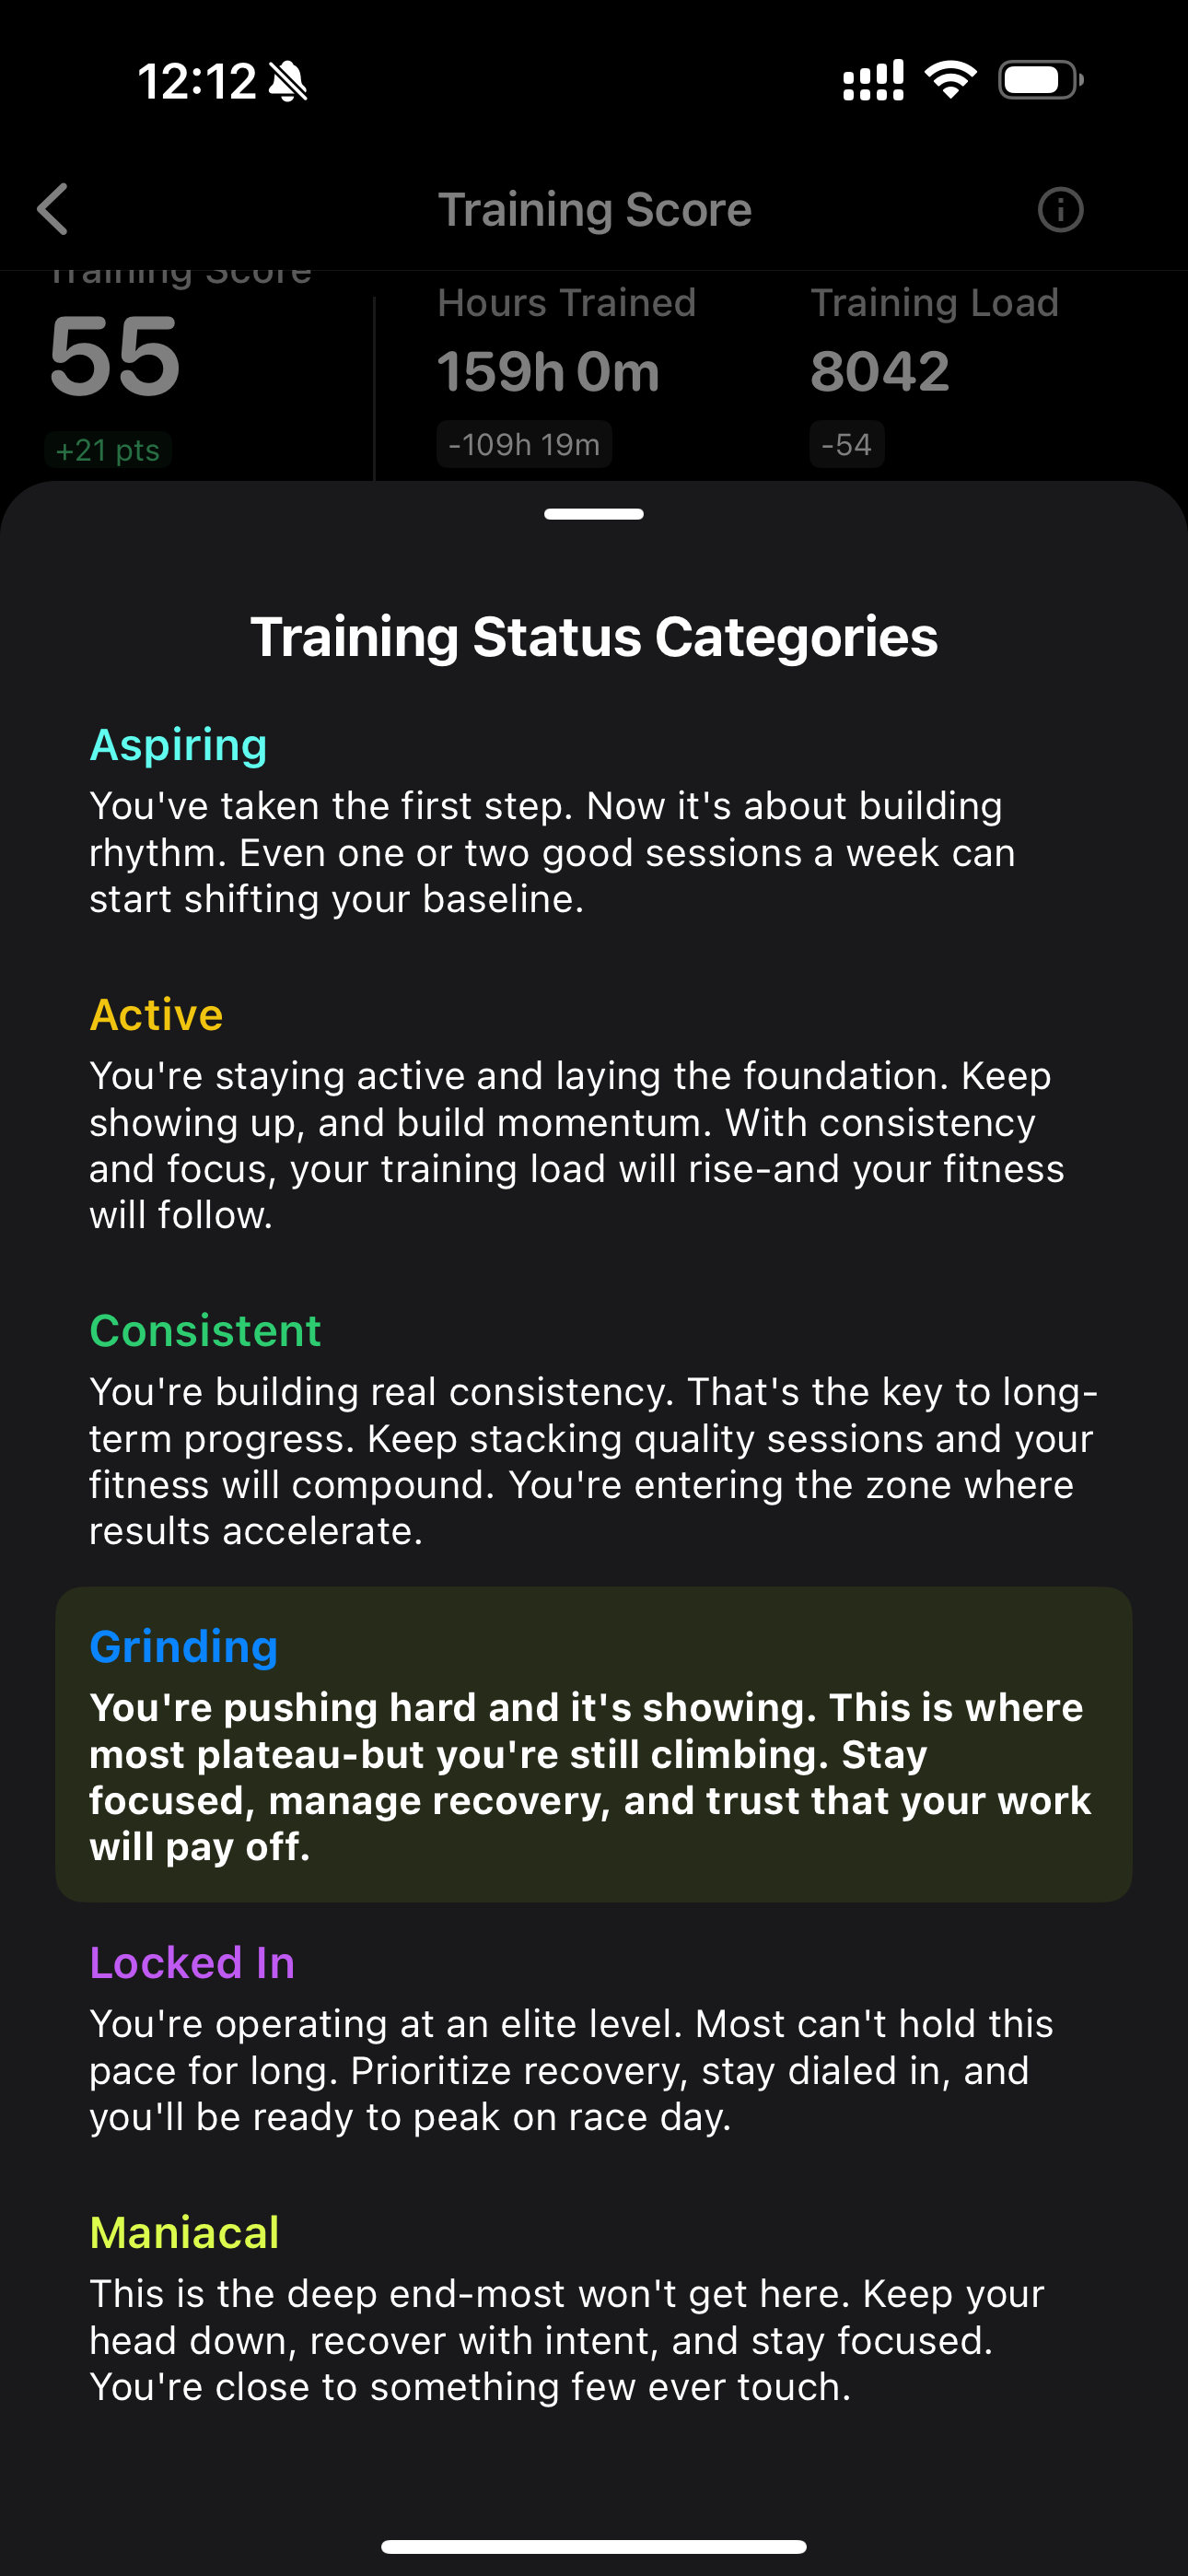 12:12
Training Score
Training Score
55
+21 pts
Hours Trained
159h 0m
-109h 19m
Training Load
8042
-54
Training Status Categories
Aspiring
You've taken the first step. Now it's about building
rhythm. Even one or two good sessions a week can
start shifting your baseline.
Active
You're staying active and laying the foundation. Keep
showing up, and build momentum. With consistency
and focus, your training load will rise-and your fitness
will follow.
Consistent
You're building real consistency. That's the key to long-
term progress. Keep stacking quality sessions and your
fitness will compound. You're entering the zone where
results accelerate.
Grinding
You're pushing hard and it's showing. This is where
most plateau-but you're still climbing. Stay
focused, manage recovery, and trust that your work
will pay off.
Locked In
You're operating at an elite level. Most can't hold this
pace for long. Prioritize recovery, stay dialed in, and
you'll be ready to peak on race day.
Maniacal
This is the deep end-most won't get here. Keep your
head down, recover with intent, and stay focused.
You're close to something few ever touch.